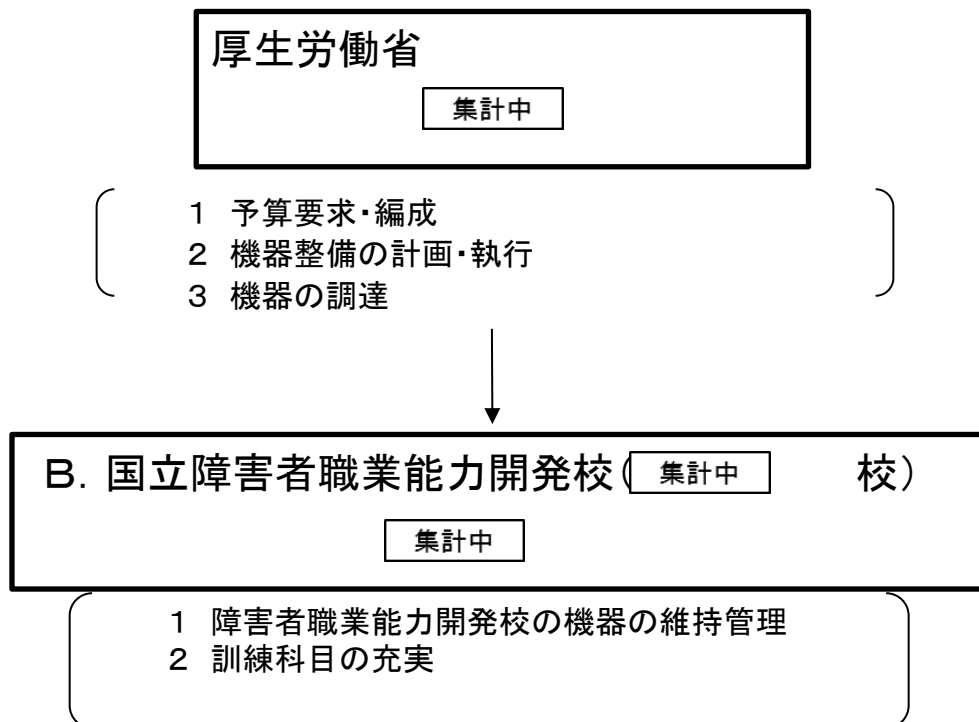 厚生労働省
集計中
１　予算要求・編成
２　機器整備の計画・執行
３　機器の調達
Ｂ．国立障害者職業能力開発校（ 集計中 校）
集計中
１　障害者職業能力開発校の機器の維持管理
２　訓練科目の充実